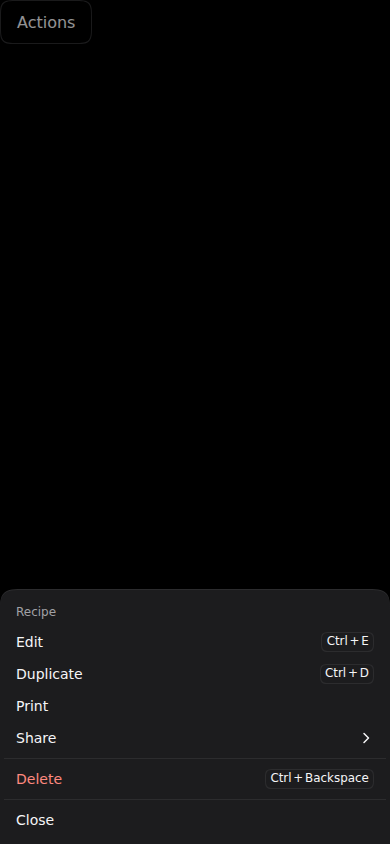 Actions
Recipe
Edit Ctrl+E
Duplicate Ctrl+D
Print
Share
Delete Ctrl+Backspace
Close